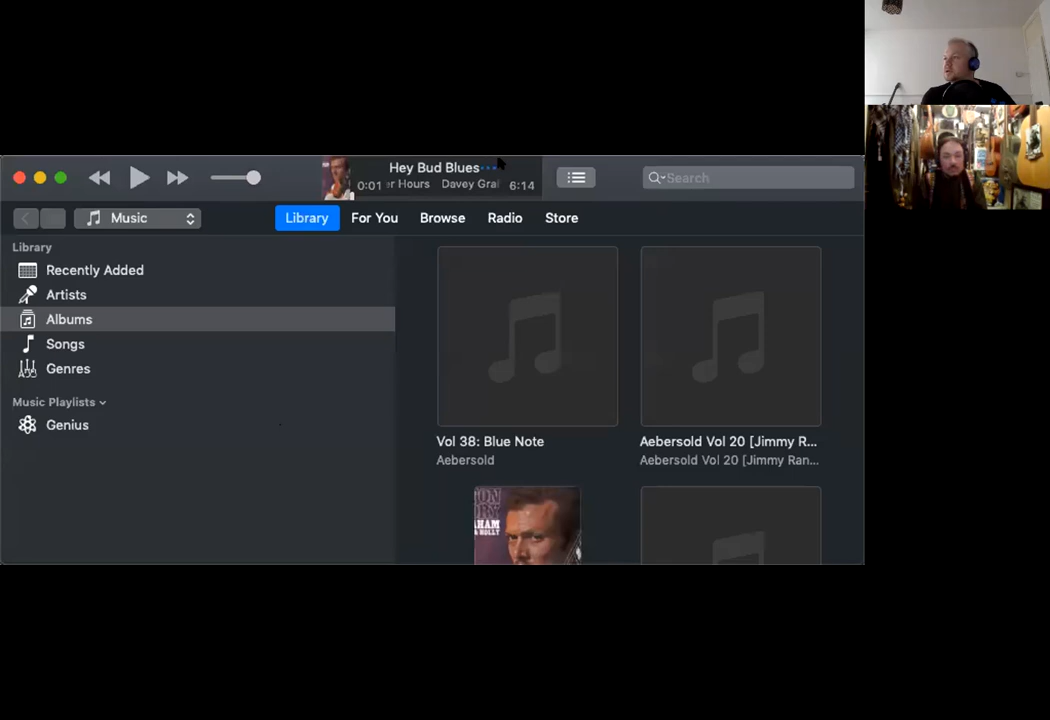 Hey Bud Blues
0:01 er Hours Davey Gra 6:14
Search
Music
Library For You Browse Radio Store
Library
Recently Added
Artists
Albums
Songs
Genres
Music Playlists
Genius
Vol 38: Blue Note
Aebersold
Aebersold Vol 20 [Jimmy R...
Aebersold Vol 20 [Jimmy Ran...
HAM
& HOLLY